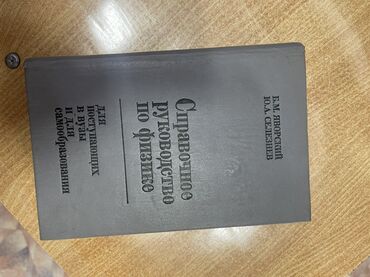 Б.М. ЯВОРСКИЙ
Ю.А. СЕЛЕЗНЕВ
Справочное
руководство
по физике
для
поступающих
в вузы
и для
самообразования